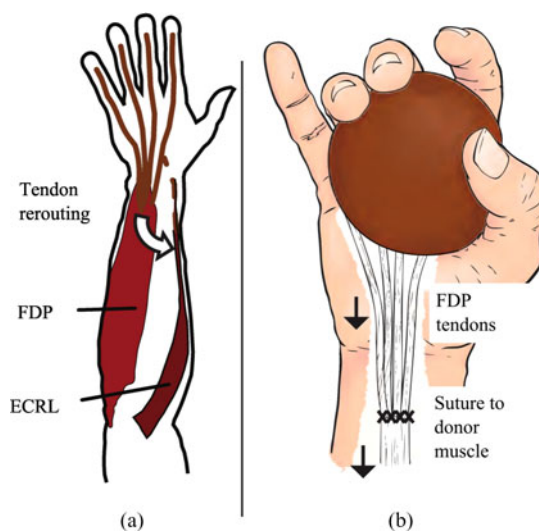 Tendon
rerouting
FDP
ECRL
(a)
FDP
tendons
Suture to
donor
muscle
(b)